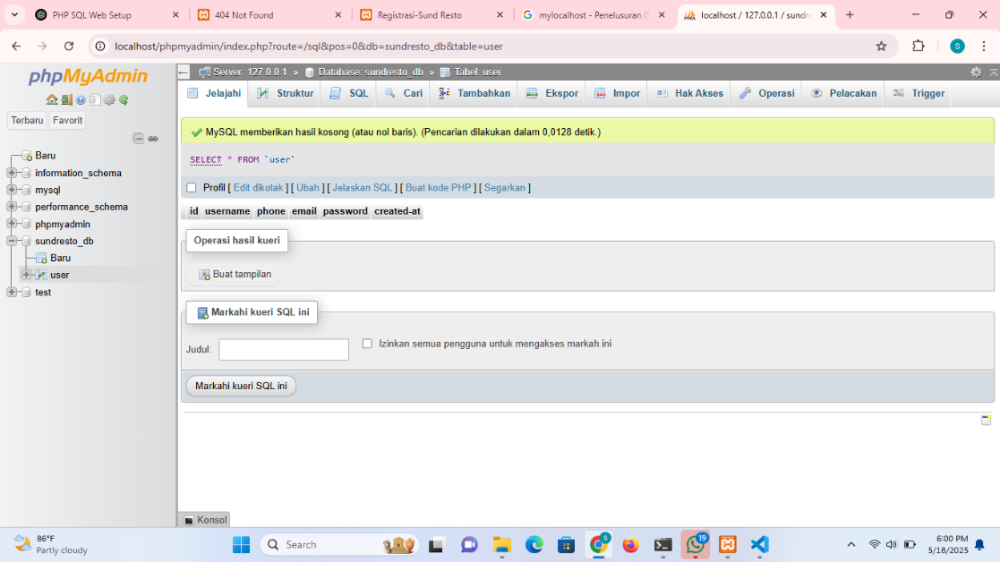 PHP SQL Web Setup
404 Not Found
Registrasi-Sund Resto
mylocalhost - Penelusuran G
localhost / 127.0.0.1 / sundre
localhost/phpmyadmin/index.php?route=/sql&pos=0&db=sundresto_db&table=user
S
phpMyAdmin
Terbaru
Favorit
Baru
information_schema
mysql
performance_schema
phpmyadmin
sundresto_db
Baru
user
test
Server: 127.0.0.1 » Database: sundresto_db » Tabel: user
Jelajahi Struktur SQL Cari Tambahkan Ekspor Impor Hak Akses Operasi Pelacakan Trigger
MySQL memberikan hasil kosong (atau nol baris). (Pencarian dilakukan dalam 0,0128 detik.)
SELECT * FROM `user`
Profil [ Edit dikotak ] [ Ubah ] [ Jelaskan SQL ] [ Buat kode PHP ] [ Segarkan ]
id username phone email password created-at
Operasi hasil kueri
Buat tampilan
Markahi kueri SQL ini
Judul:
Izinkan semua pengguna untuk mengakses markah ini
Markahi kueri SQL ini
Konsol
86°F
Partly cloudy
Search
S
19
6:00 PM
5/18/2025